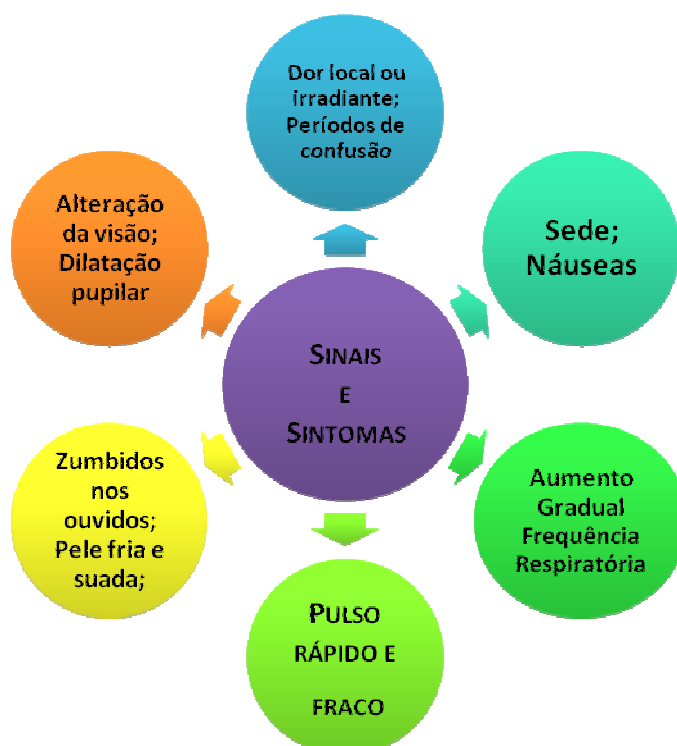 Dor local ou
irradiante;
Períodos de
confusão
Sede;
Náuseas
Aumento
Gradual
Frequência
Respiratória
PULSO
RÁPIDO E
FRACO
Zumbidos
nos
ouvidos;
Pele fria e
suada;
Alteração
da visão;
Dilatação
pupilar
SINAIS
E
SINTOMAS